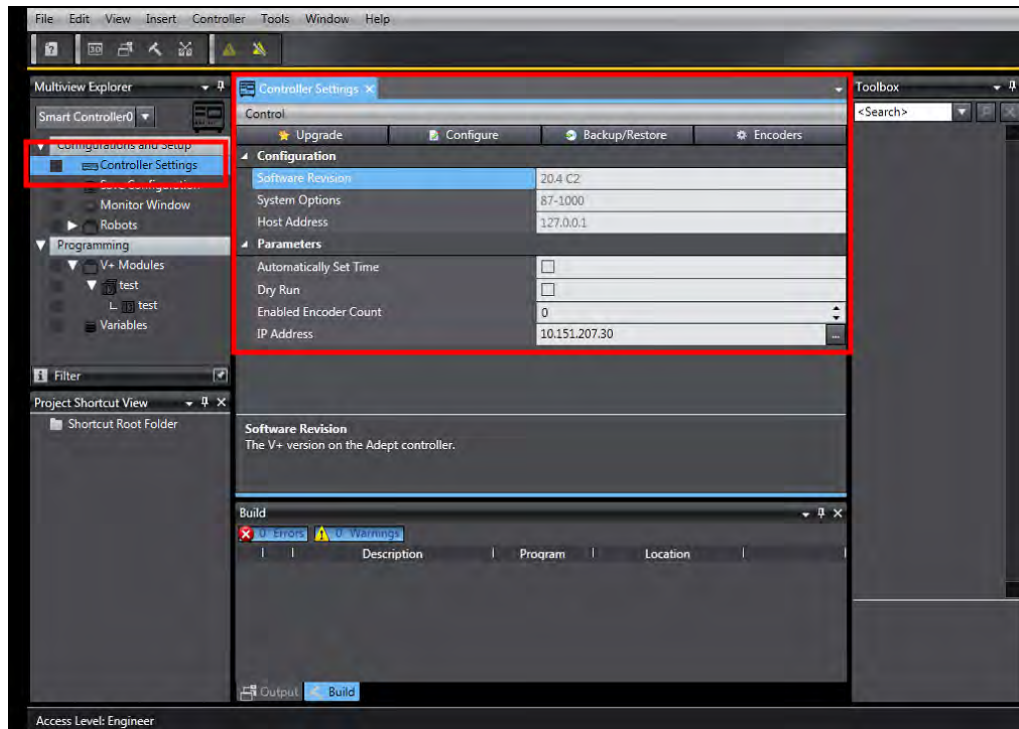 File Edit View Insert Controller Tools Window Help
Multiview Explorer
Smart Controller0
Configurations and Setup
Controller Settings
Save Configuration
Monitor Window
Robots
Programming
V+ Modules
test
test
Variables
Filter
Project Shortcut View
Shortcut Root Folder
Controller Settings
Control
Upgrade Configure Backup/Restore Encoders
Configuration
Software Revision 20.4 C2
System Options 87-1000
Host Address 127.0.0.1
Parameters
Automatically Set Time
Dry Run
Enabled Encoder Count 0
IP Address 10.151.207.30 ...
Software Revision
The V+ version on the Adept controller.
Build
0 Errors 0 Warnings
Description Program Location
Output Build
Toolbox
<Search>
Access Level: Engineer